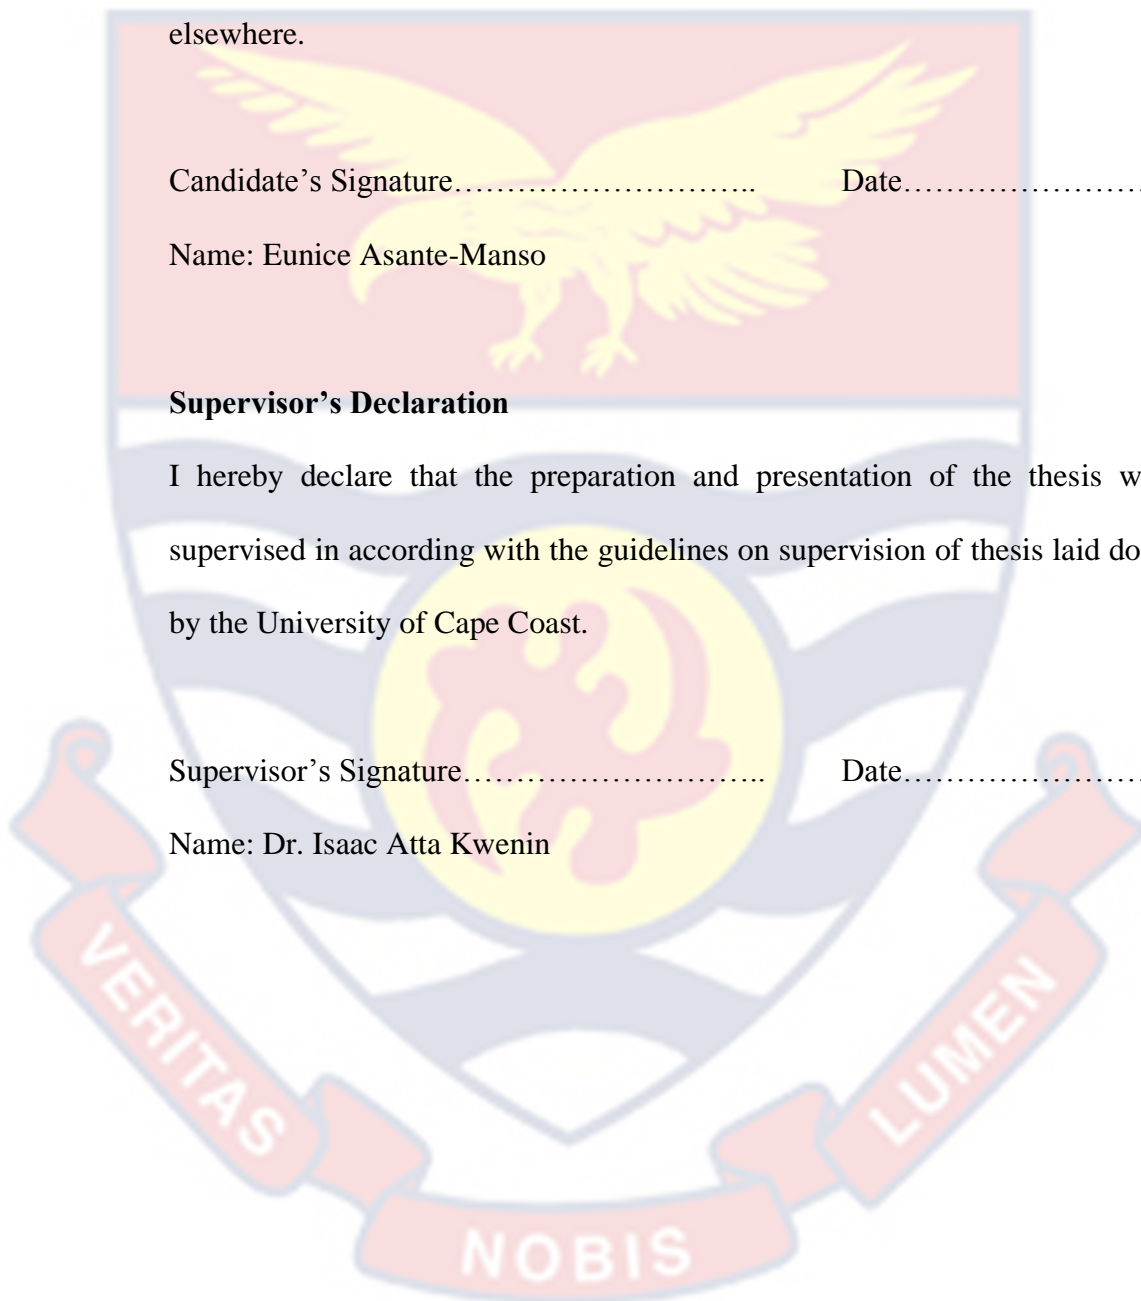 elsewhere.
Candidate's Signature……………………….. Date……………………
Name: Eunice Asante-Manso
Supervisor's Declaration
I hereby declare that the preparation and presentation of the thesis w
supervised in according with the guidelines on supervision of thesis laid do
by the University of Cape Coast.
Supervisor's Signature……………………….. Date……………………
Name: Dr. Isaac Atta Kwenin
VERITAS
NOBIS
LUMEN